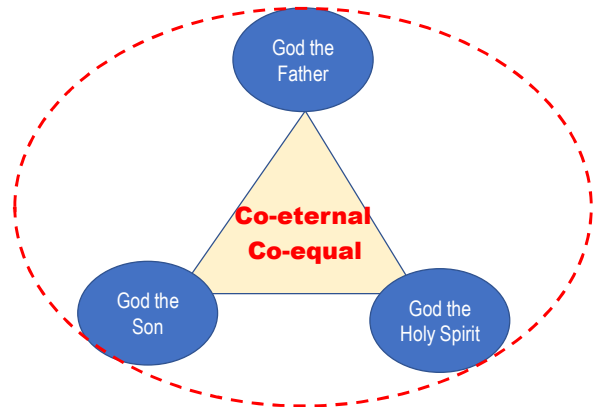 God the
Father
Co-eternal
Co-equal
God the
Son
God the
Holy Spirit